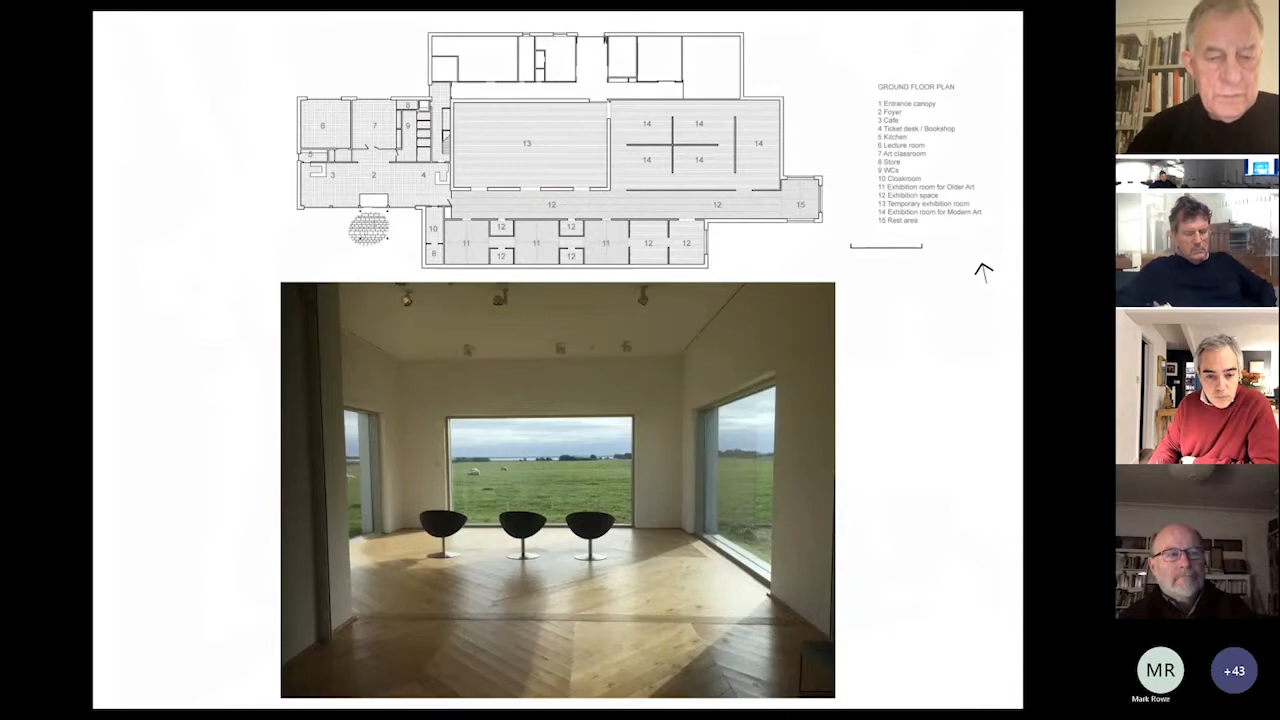 GROUND FLOOR PLAN
1 Entrance canopy
2 Foyer
3 Cafe
4 Ticket desk / Bookshop
5 Kitchen
6 Lecture room
7 Art classroom
8 Store
9 WCs
10 Cloakroom
11 Exhibition room for Older Art
12 Exhibition space
13 Temporary exhibition room
14 Exhibition room for Modern Art
15 Rest area
8
6 7 9
14 14
13 14
14 14
5
3 2 4
12 12 15
10 12 12
11 11 11 12 12
8 12 12
MR
+43
Mark Rowe